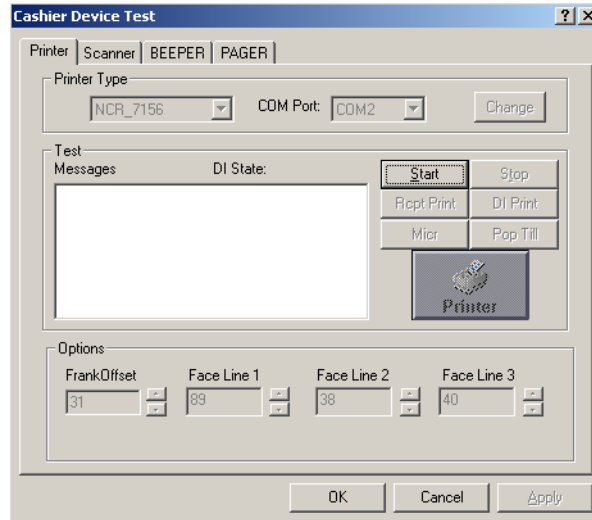 Cashier Device Test
Printer Scanner BEEPER PAGER
Printer Type
NCR_7156 COM Port: COM2 Change
Test
Messages DI State:
Start Stop
Rcpt Print DI Print
Micr Pop Till
Printer
Options
FrankOffset Face Line 1 Face Line 2 Face Line 3
31 89 38 40
OK Cancel Apply